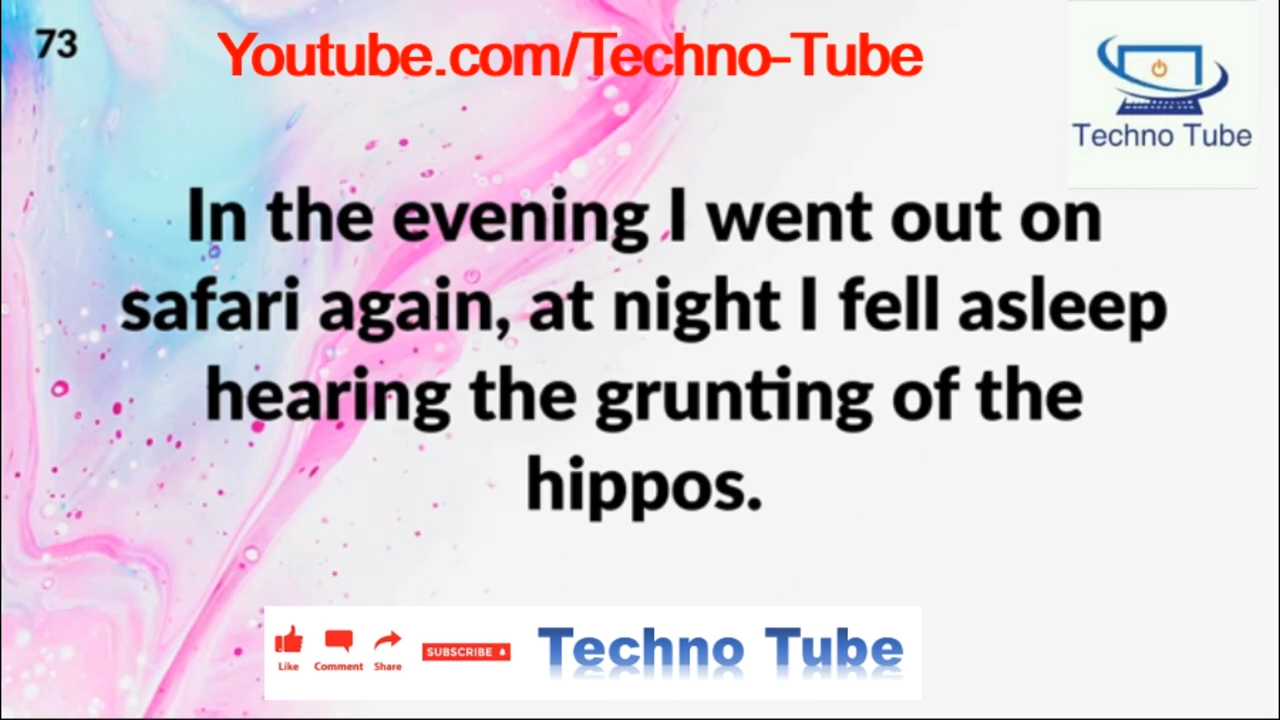 73
Youtube.com/Techno-Tube
Techno Tube
In the evening I went out on
safari again, at night I fell asleep
hearing the grunting of the
hippos.
Like Comment Share SUBSCRIBE Techno Tube